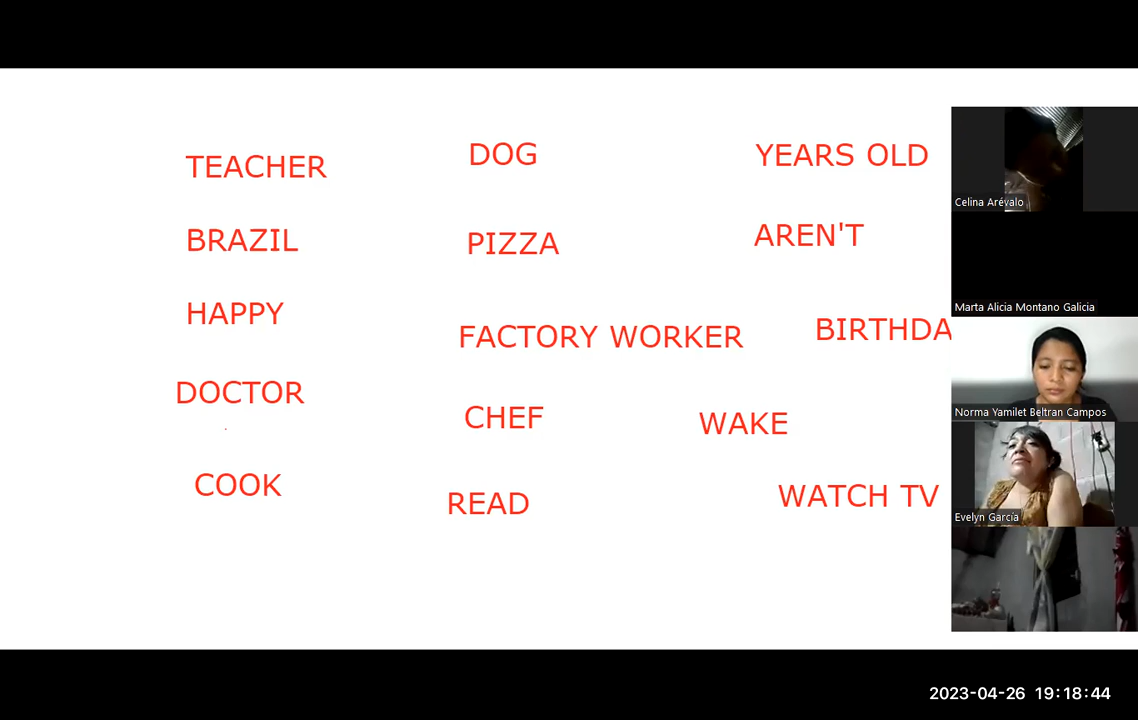 TEACHER
BRAZIL
HAPPY
DOCTOR
COOK
DOG
PIZZA
FACTORY WORKER
CHEF
READ
YEARS OLD
AREN'T
BIRTHDA
WAKE
WATCH TV
Celina Arévalo
Marta Alicia Montano Galicia
Norma Yamilet Beltran Campos
Evelyn García
2023-04-26 19:18:44